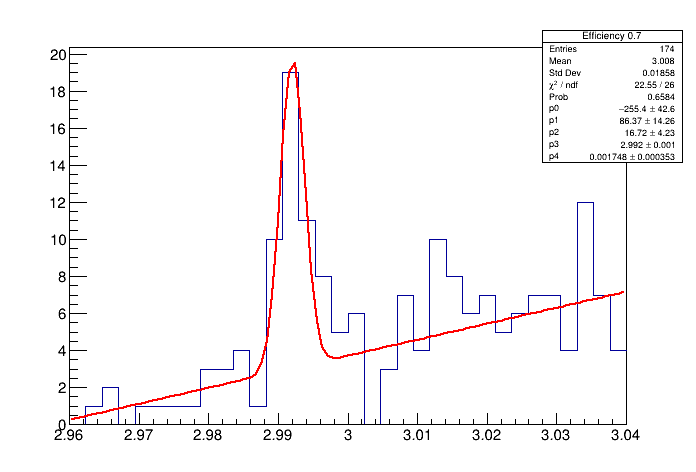 Efficiency 0.7
Entries 174
Mean 3.008
Std Dev 0.01858
χ² / ndf 22.55 / 26
Prob 0.6584
p0 −255.4 ± 42.6
p1 86.37 ± 14.26
p2 16.72 ± 4.23
p3 2.992 ± 0.001
p4 0.001748 ± 0.000353
20
18
16
14
12
10
8
6
4
2
0
2.96 2.97 2.98 2.99 3 3.01 3.02 3.03 3.04